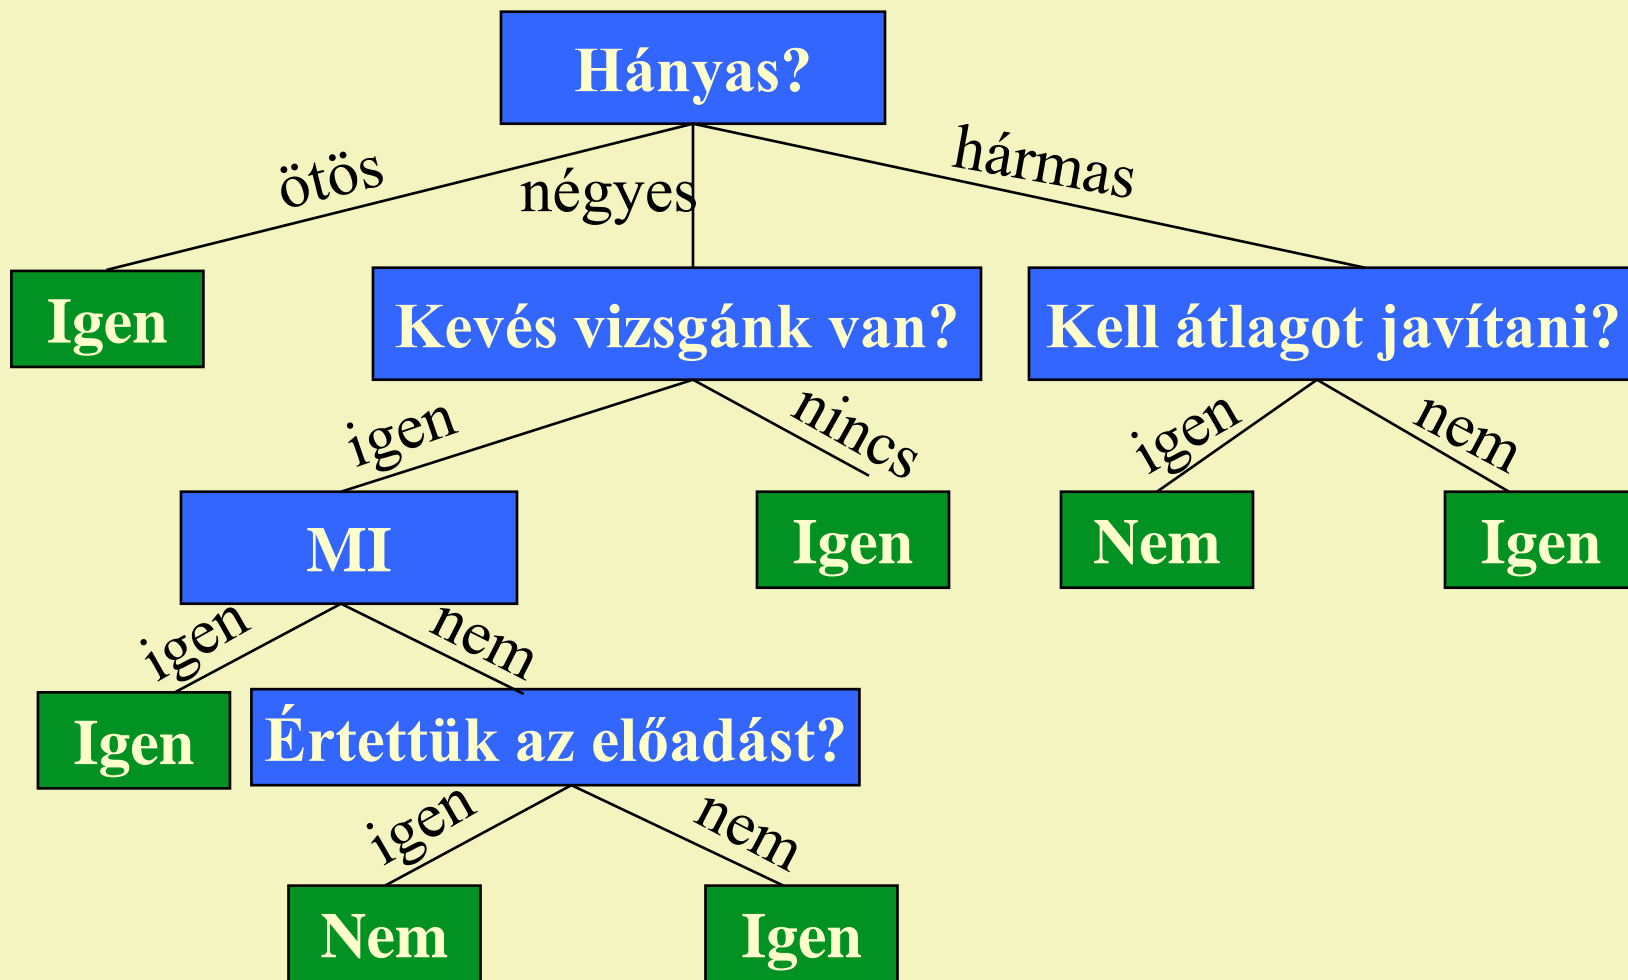 Hányas?
ötös
négyes
hármas
Igen
Kevés vizsgánk van?
Kell átlagot javítani?
igen
nincs
igen
nem
MI
Igen
Nem
Igen
igen
nem
Igen
Értettük az előadást?
igen
nem
Nem
Igen